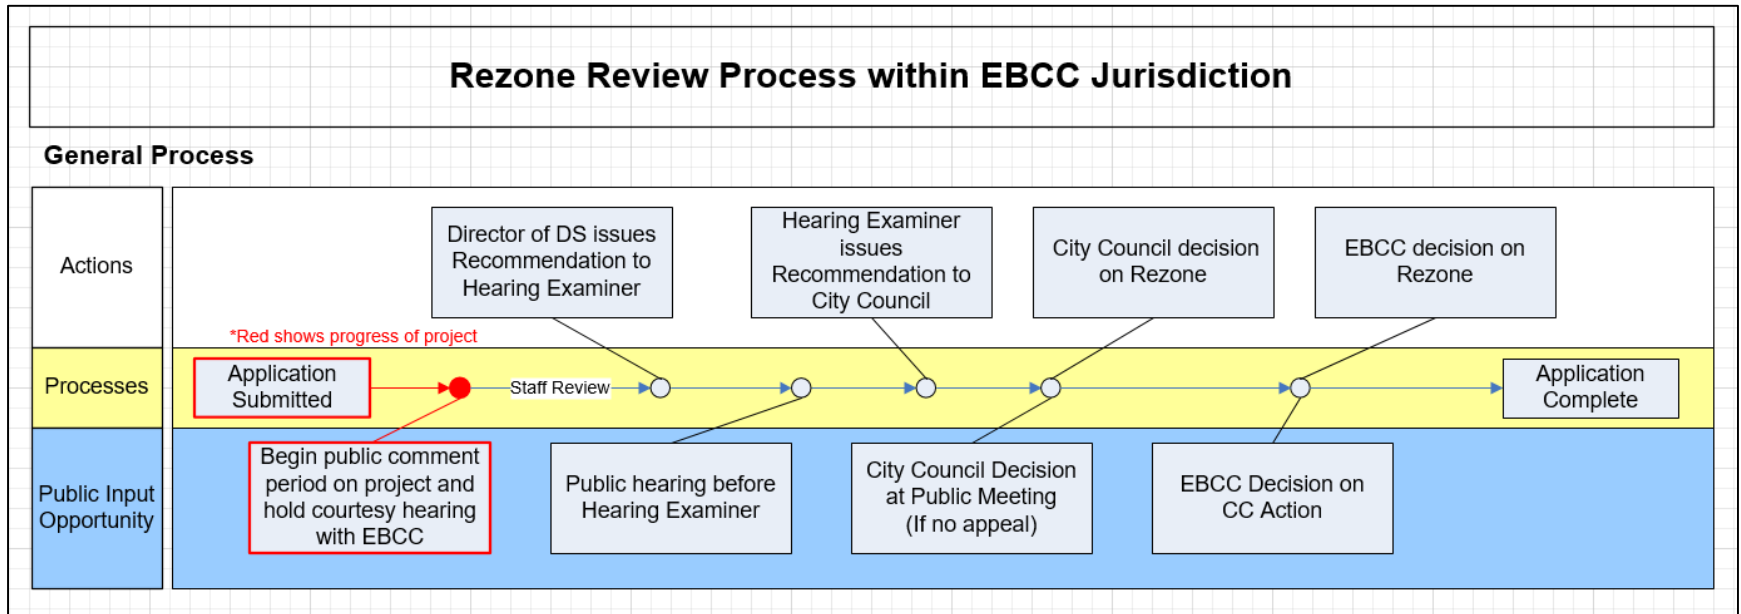 Rezone Review Process within EBCC Jurisdiction
General Process
Actions
Director of DS issues
Recommendation to
Hearing Examiner
Hearing Examiner
issues
Recommendation to
City Council
City Council decision
on Rezone
EBCC decision on
Rezone
*Red shows progress of project
Processes
Application
Submitted
Staff Review
Application
Complete
Public Input
Opportunity
Begin public comment
period on project and
hold courtesy hearing
with EBCC
Public hearing before
Hearing Examiner
City Council Decision
at Public Meeting
(If no appeal)
EBCC Decision on
CC Action